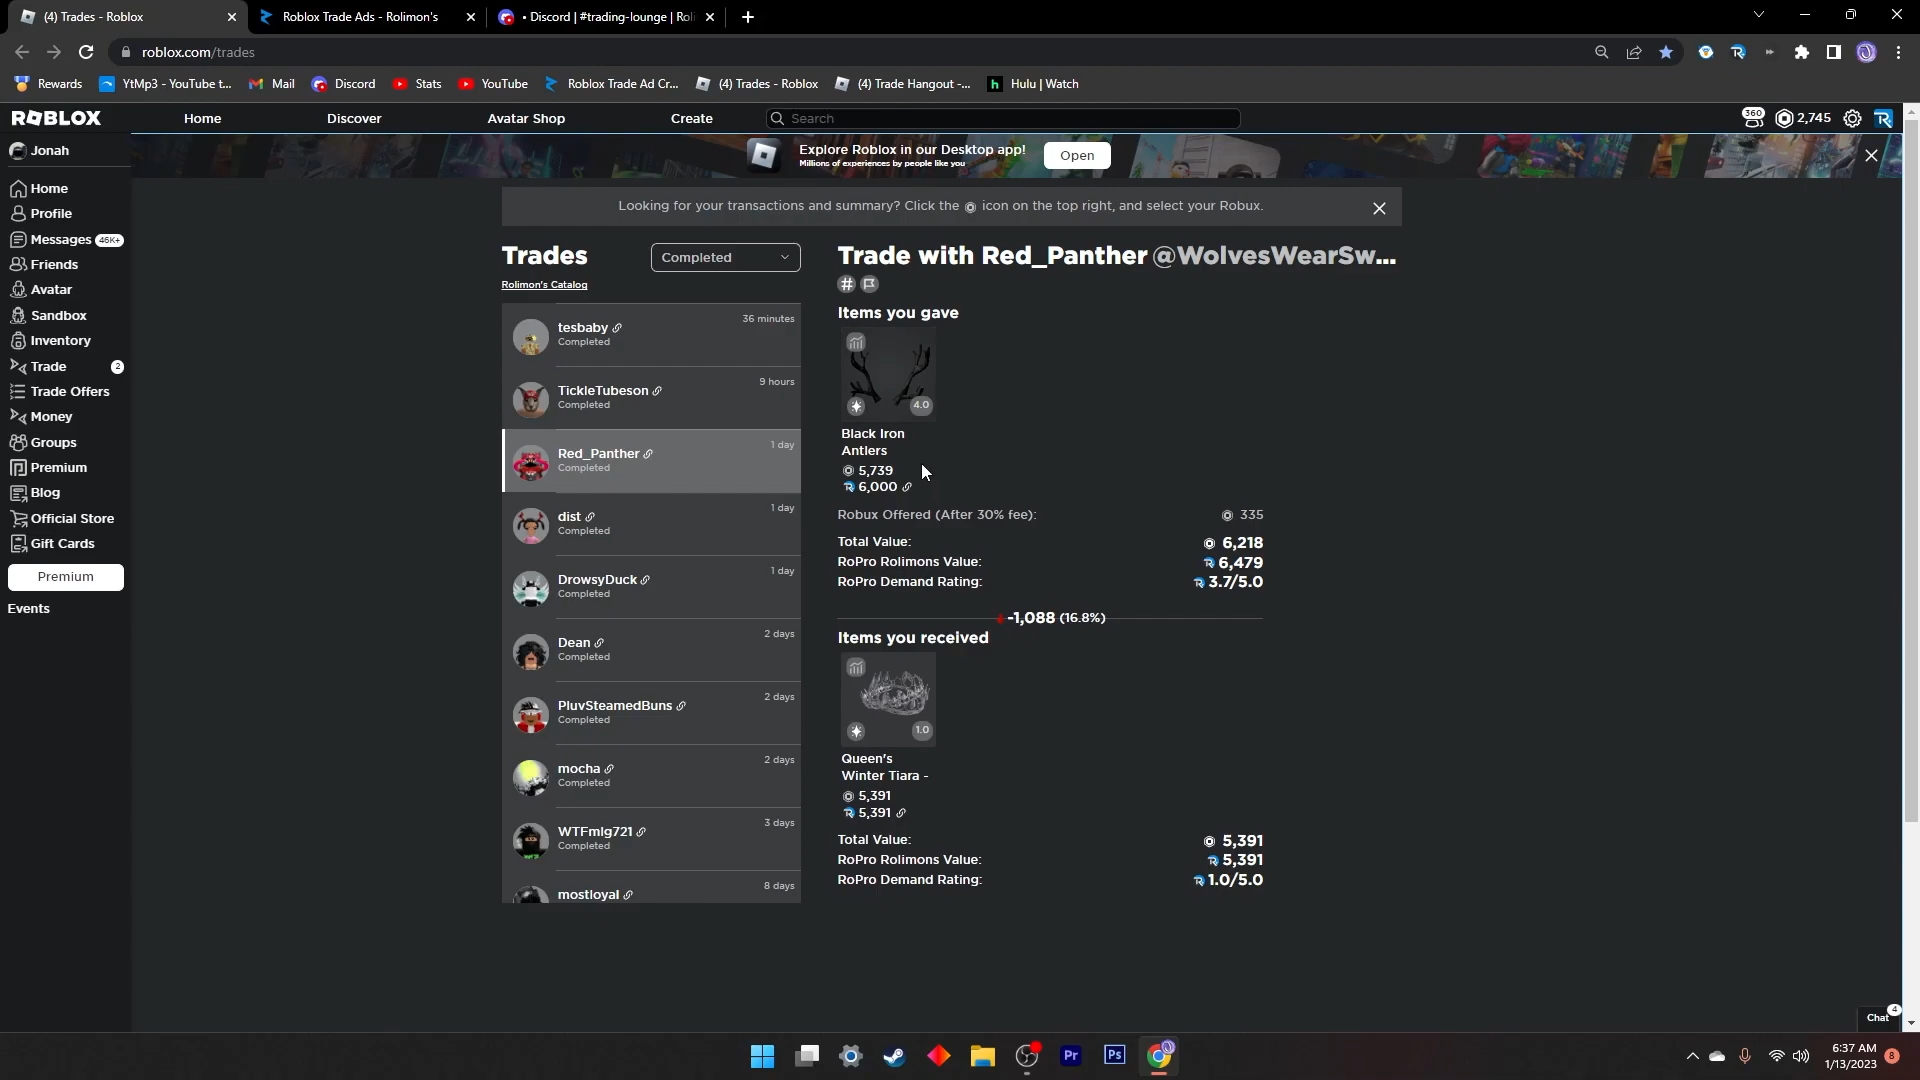 (4) Trades - Roblox
Roblox Trade Ads - Rolimon's
• Discord | #trading-lounge | Roli
roblox.com/trades
Rewards
YtMp3 - YouTube t...
Mail
Discord
Stats
YouTube
Roblox Trade Ad Cr...
(4) Trades - Roblox
(4) Trade Hangout -...
h
Hulu | Watch
ROBLOX
Home
Discover
Avatar Shop
Create
Search
360
2,745
Jonah
Explore Roblox in our Desktop app!
Millions of experiences by people like you
Open
Home
Profile
Messages 46K+
Friends
Avatar
Sandbox
Inventory
Trade 2
Trade Offers
Money
Groups
Premium
Blog
Official Store
Gift Cards
Premium
Events
Looking for your transactions and summary? Click the icon on the top right, and select your Robux.
Trades
Completed
Rolimon's Catalog
tesbaby
Completed
36 minutes
TickleTubeson
Completed
9 hours
Red_Panther
Completed
1 day
dist
Completed
1 day
DrowsyDuck
Completed
1 day
Dean
Completed
2 days
PluvSteamedBuns
Completed
2 days
mocha
Completed
2 days
WTFmlg721
Completed
3 days
mostloyal
8 days
Trade with Red_Panther @WolvesWearSw...
#
Items you gave
4.0
Black Iron
Antlers
5,739
6,000
Robux Offered (After 30% fee): 335
Total Value: 6,218
RoPro Rolimons Value: 6,479
RoPro Demand Rating: 3.7/5.0
-1,088 (16.8%)
Items you received
1.0
Queen's
Winter Tiara -
5,391
5,391
Total Value: 5,391
RoPro Rolimons Value: 5,391
RoPro Demand Rating: 1.0/5.0
Chat 4
Pr
Ps
6:37 AM
1/13/2023
8